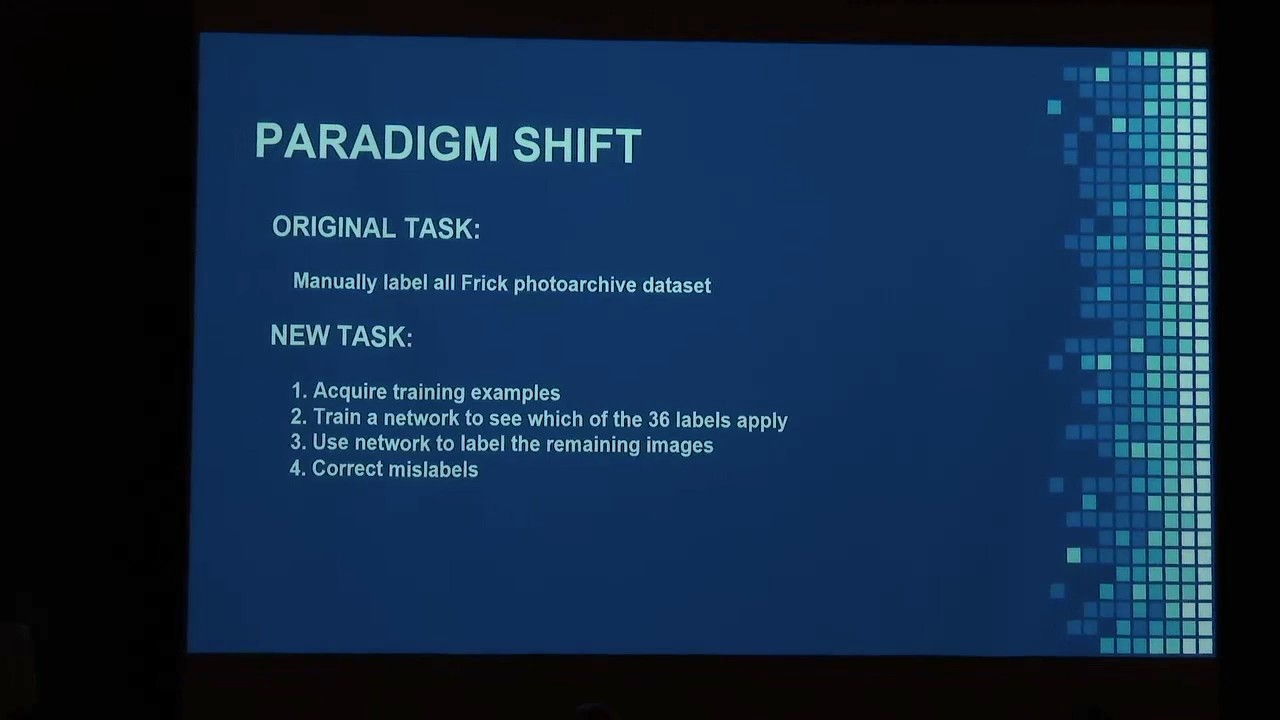 PARADIGM SHIFT
ORIGINAL TASK:
Manually label all Frick photoarchive dataset
NEW TASK:
1. Acquire training examples
2. Train a network to see which of the 36 labels apply
3. Use network to label the remaining images
4. Correct mislabels